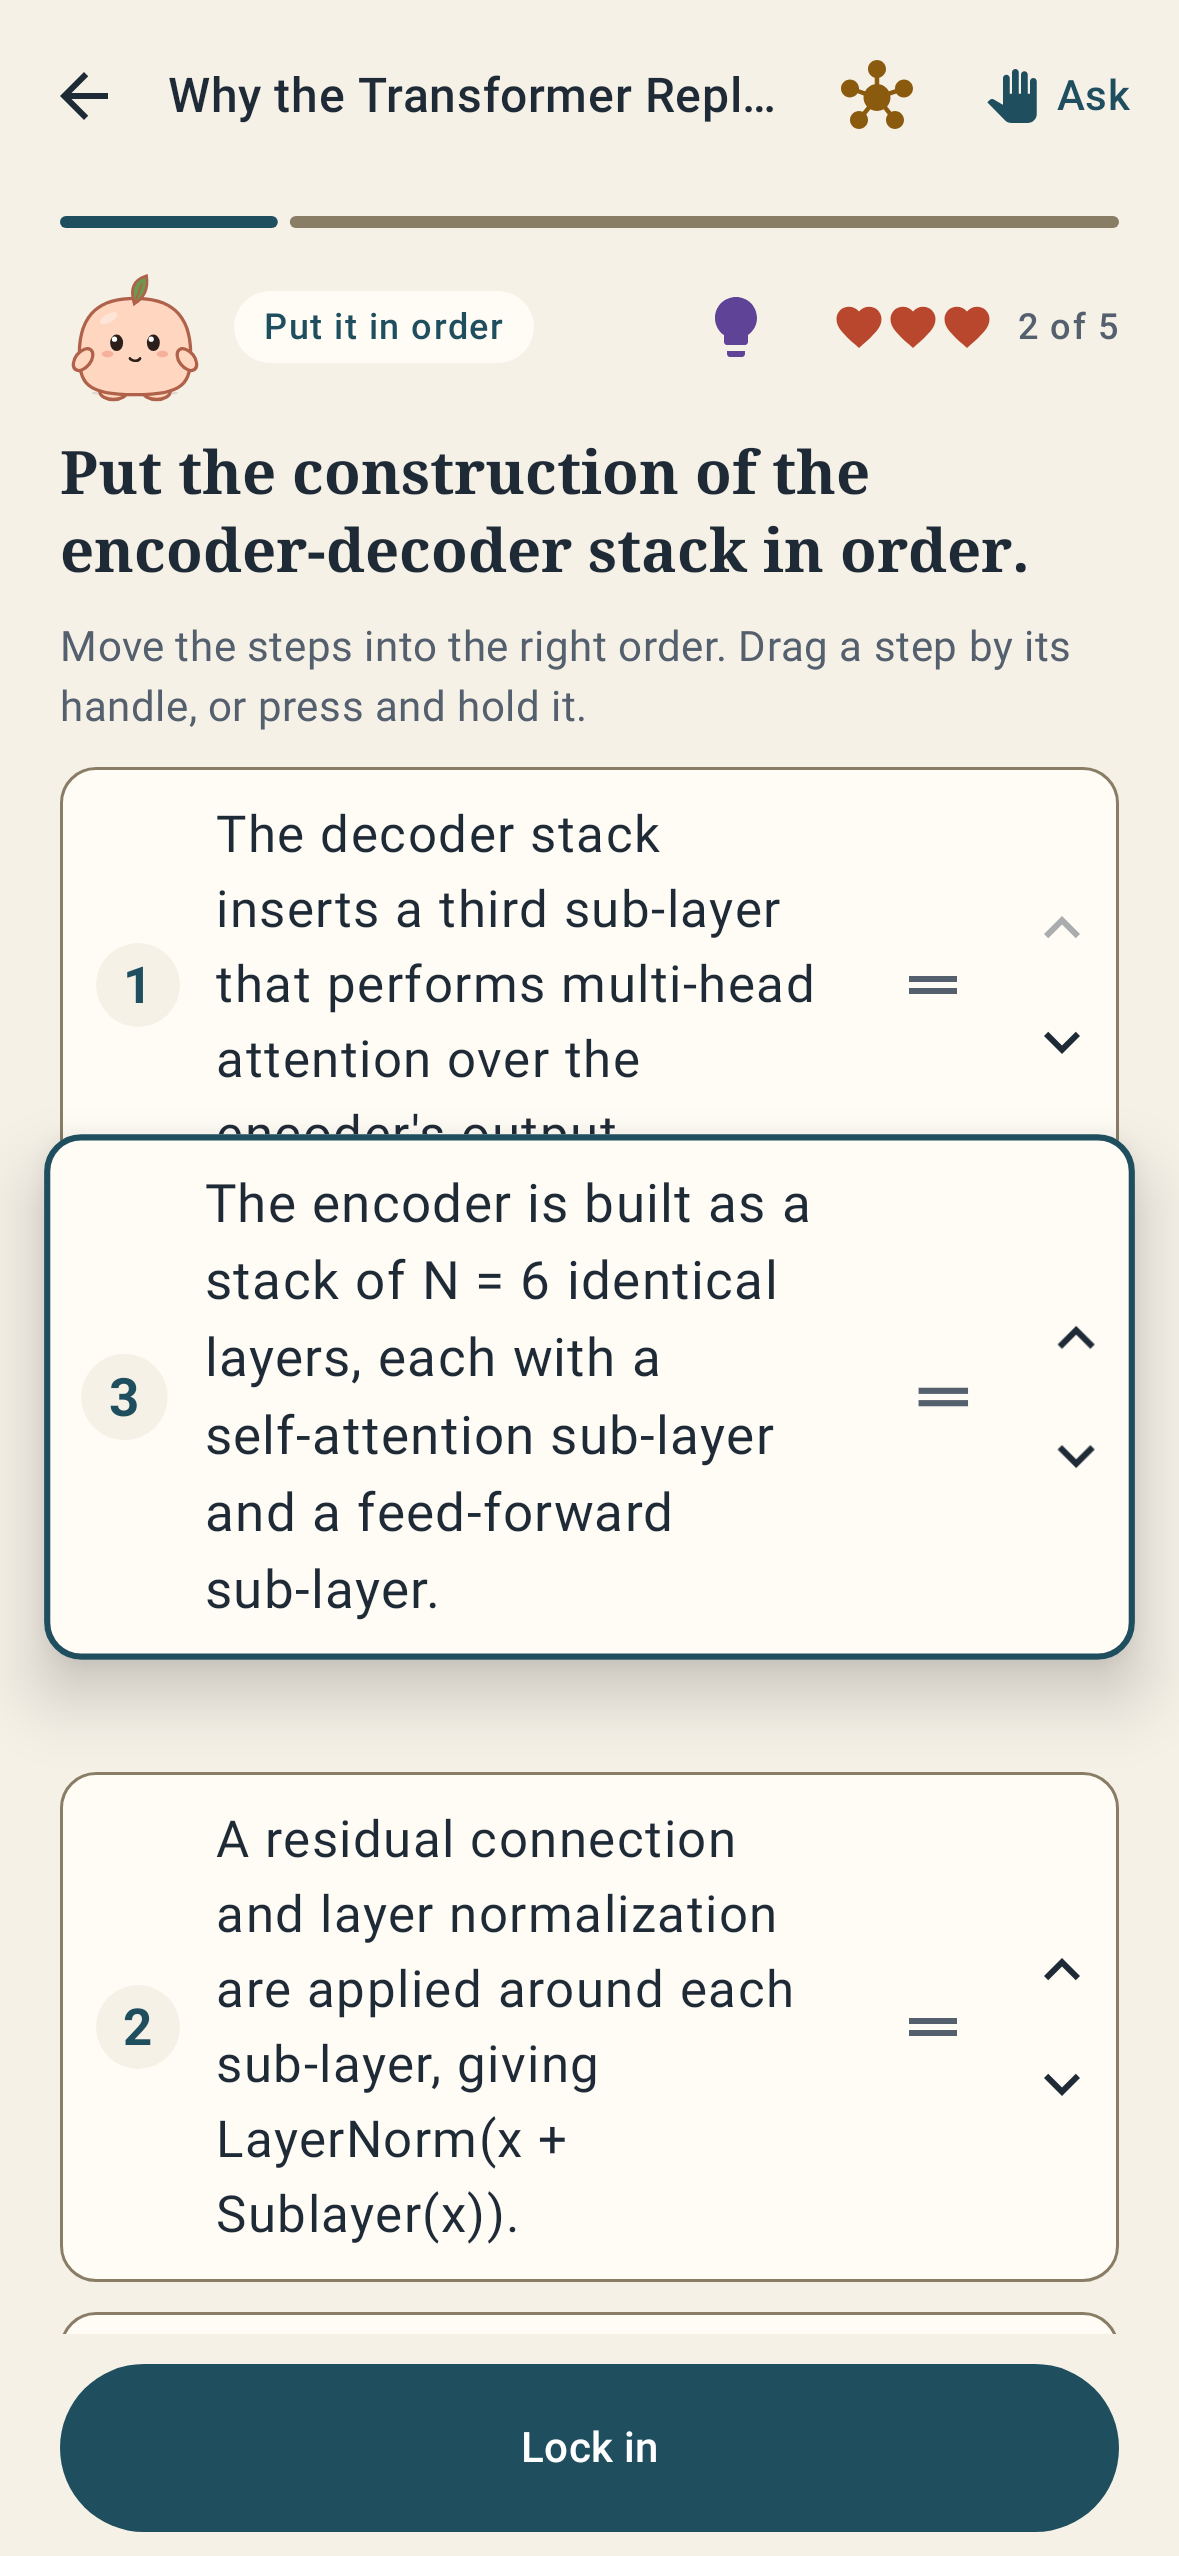 Why the Transformer Repl…
Ask
Put it in order
2 of 5
Put the construction of the
encoder-decoder stack in order.
Move the steps into the right order. Drag a step by its
handle, or press and hold it.
1
The decoder stack
inserts a third sub-layer
that performs multi-head
attention over the
encoder's output
3
The encoder is built as a
stack of N = 6 identical
layers, each with a
self-attention sub-layer
and a feed-forward
sub-layer.
2
A residual connection
and layer normalization
are applied around each
sub-layer, giving
LayerNorm(x +
Sublayer(x)).
Lock in